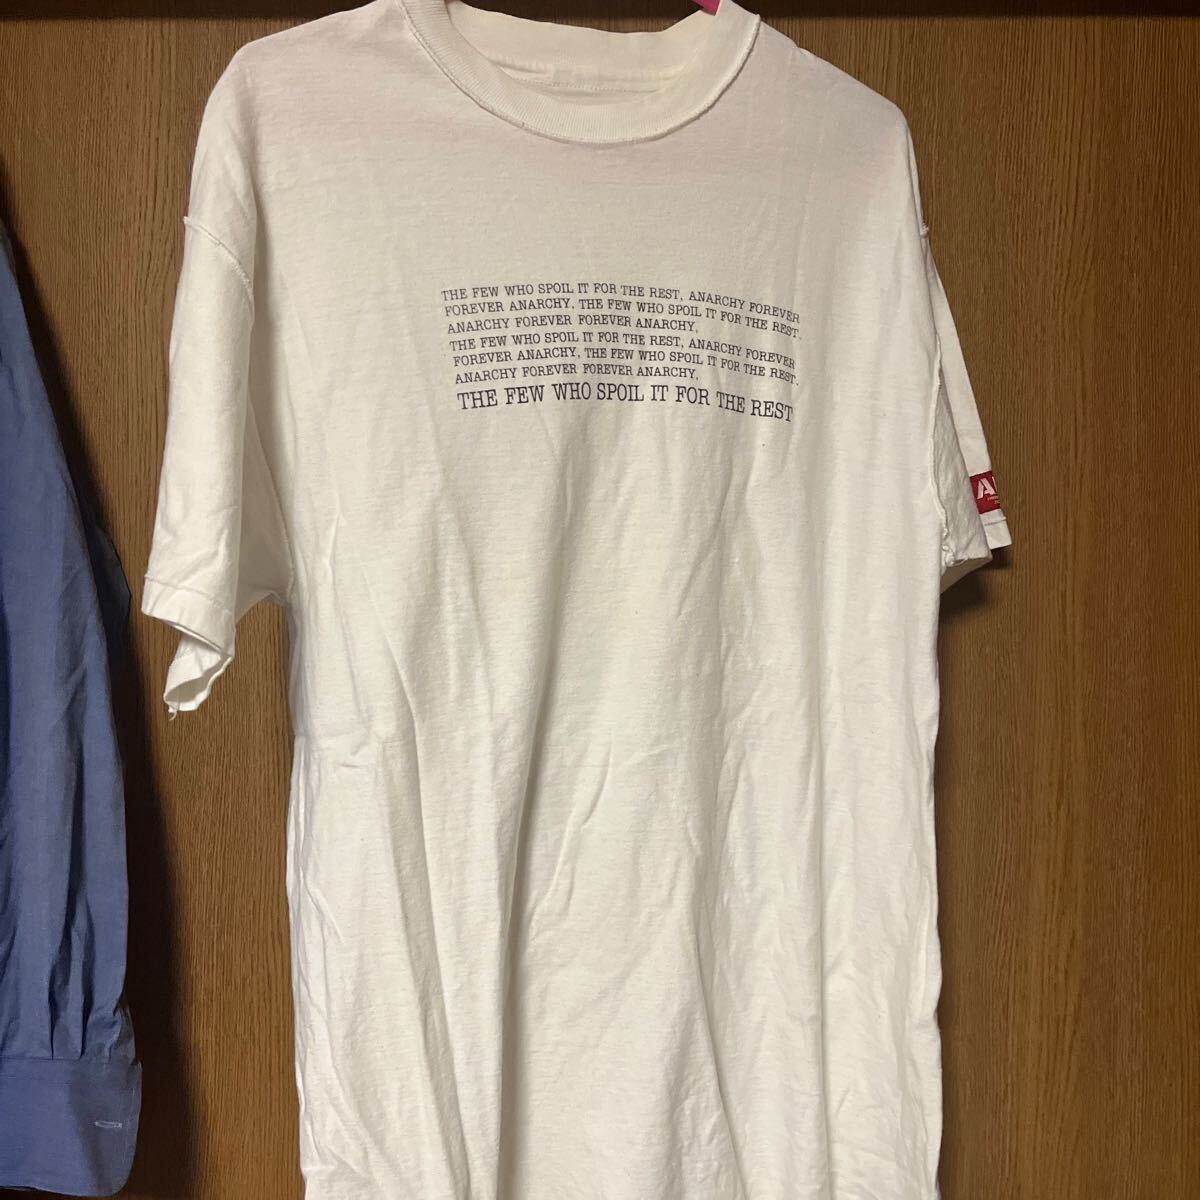 THE FEW WHO SPOIL IT FOR THE REST, ANARCHY FOREVER
FOREVER ANARCHY, THE FEW WHO SPOIL IT FOR THE REST,
ANARCHY FOREVER FOREVER ANARCHY,
THE FEW WHO SPOIL IT FOR THE REST, ANARCHY FOREVER
FOREVER ANARCHY, THE FEW WHO SPOIL IT FOR THE REST,
ANARCHY FOREVER FOREVER ANARCHY,
THE FEW WHO SPOIL IT FOR THE REST